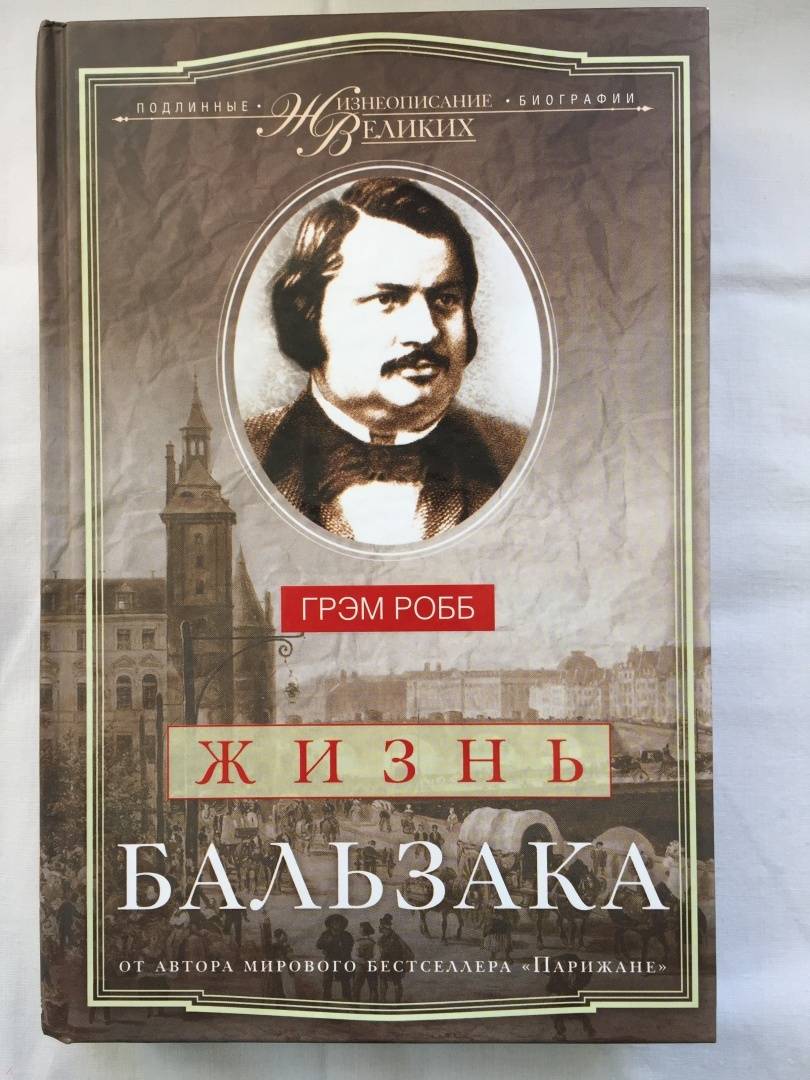 ПОДЛИННЫЕ • ЖИЗНЕОПИСАНИЕ • БИОГРАФИИ
ВЕЛИКИХ
ГРЭМ РОББ
ЖИЗНЬ
БАЛЬЗАКА
ОТ АВТОРА МИРОВОГО БЕСТСЕЛЛЕРА «ПАРИЖАНЕ»